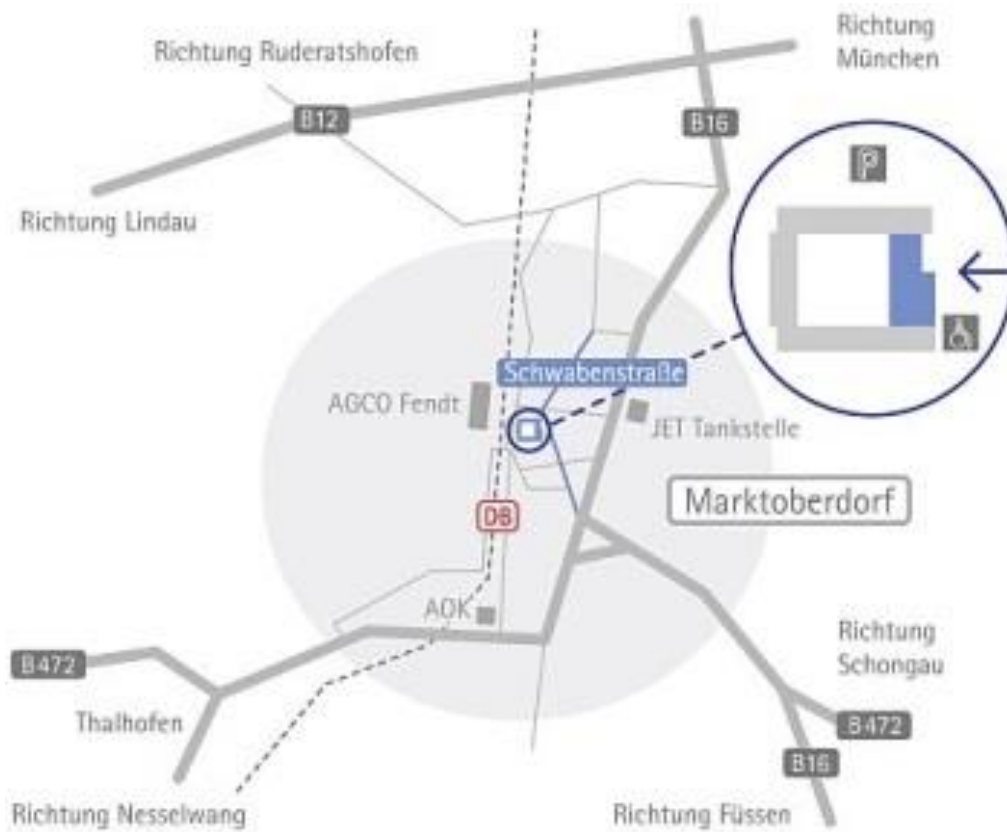 Richtung
München
Richtung Ruderatshofen
B12
B16
P
Richtung Lindau
Schwabenstraße
AGCO Fendt
JET Tankstelle
Marktoberdorf
DB
AOK
Richtung
Schongau
B472
Thalhofen
B472
B16
Richtung Nesselwang
Richtung Füssen